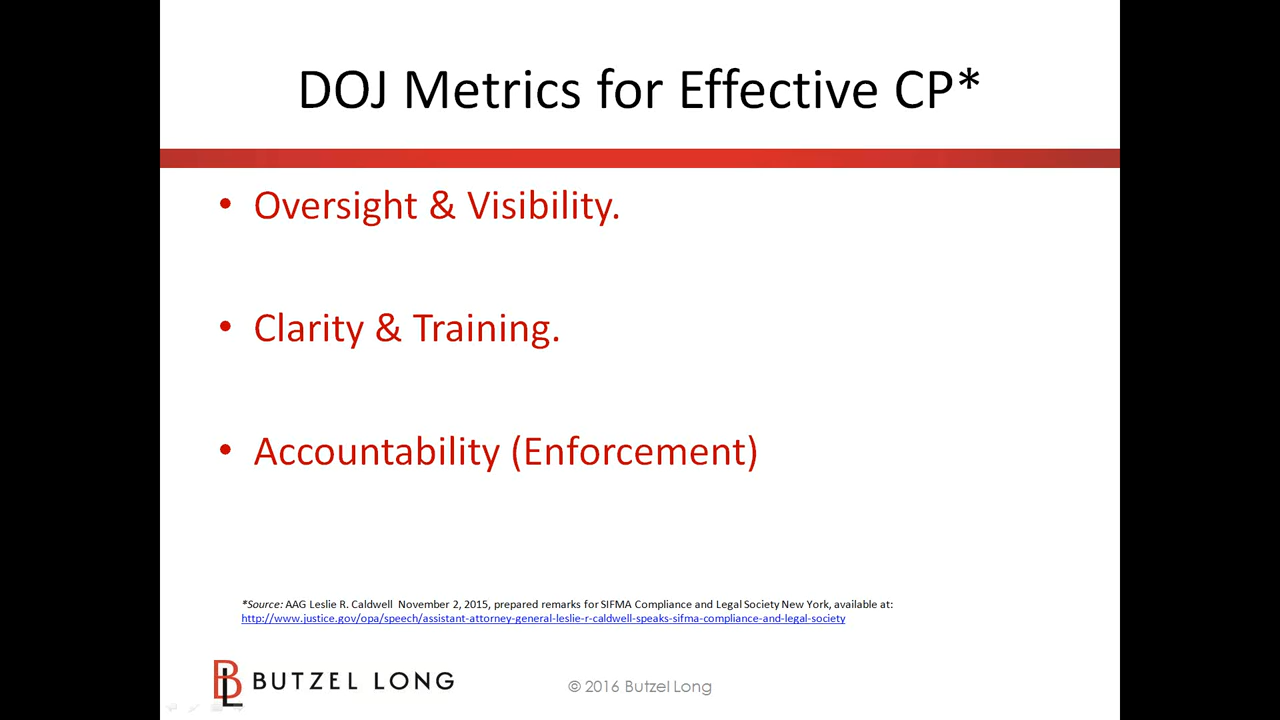 DOJ Metrics for Effective CP*
• Oversight & Visibility.
• Clarity & Training.
• Accountability (Enforcement)
*Source: AAG Leslie R. Caldwell  November 2, 2015, prepared remarks for SIFMA Compliance and Legal Society New York, available at:
http://www.justice.gov/opa/speech/assistant-attorney-general-leslie-r-caldwell-speaks-sifma-compliance-and-legal-society
BL BUTZEL LONG
© 2016 Butzel Long